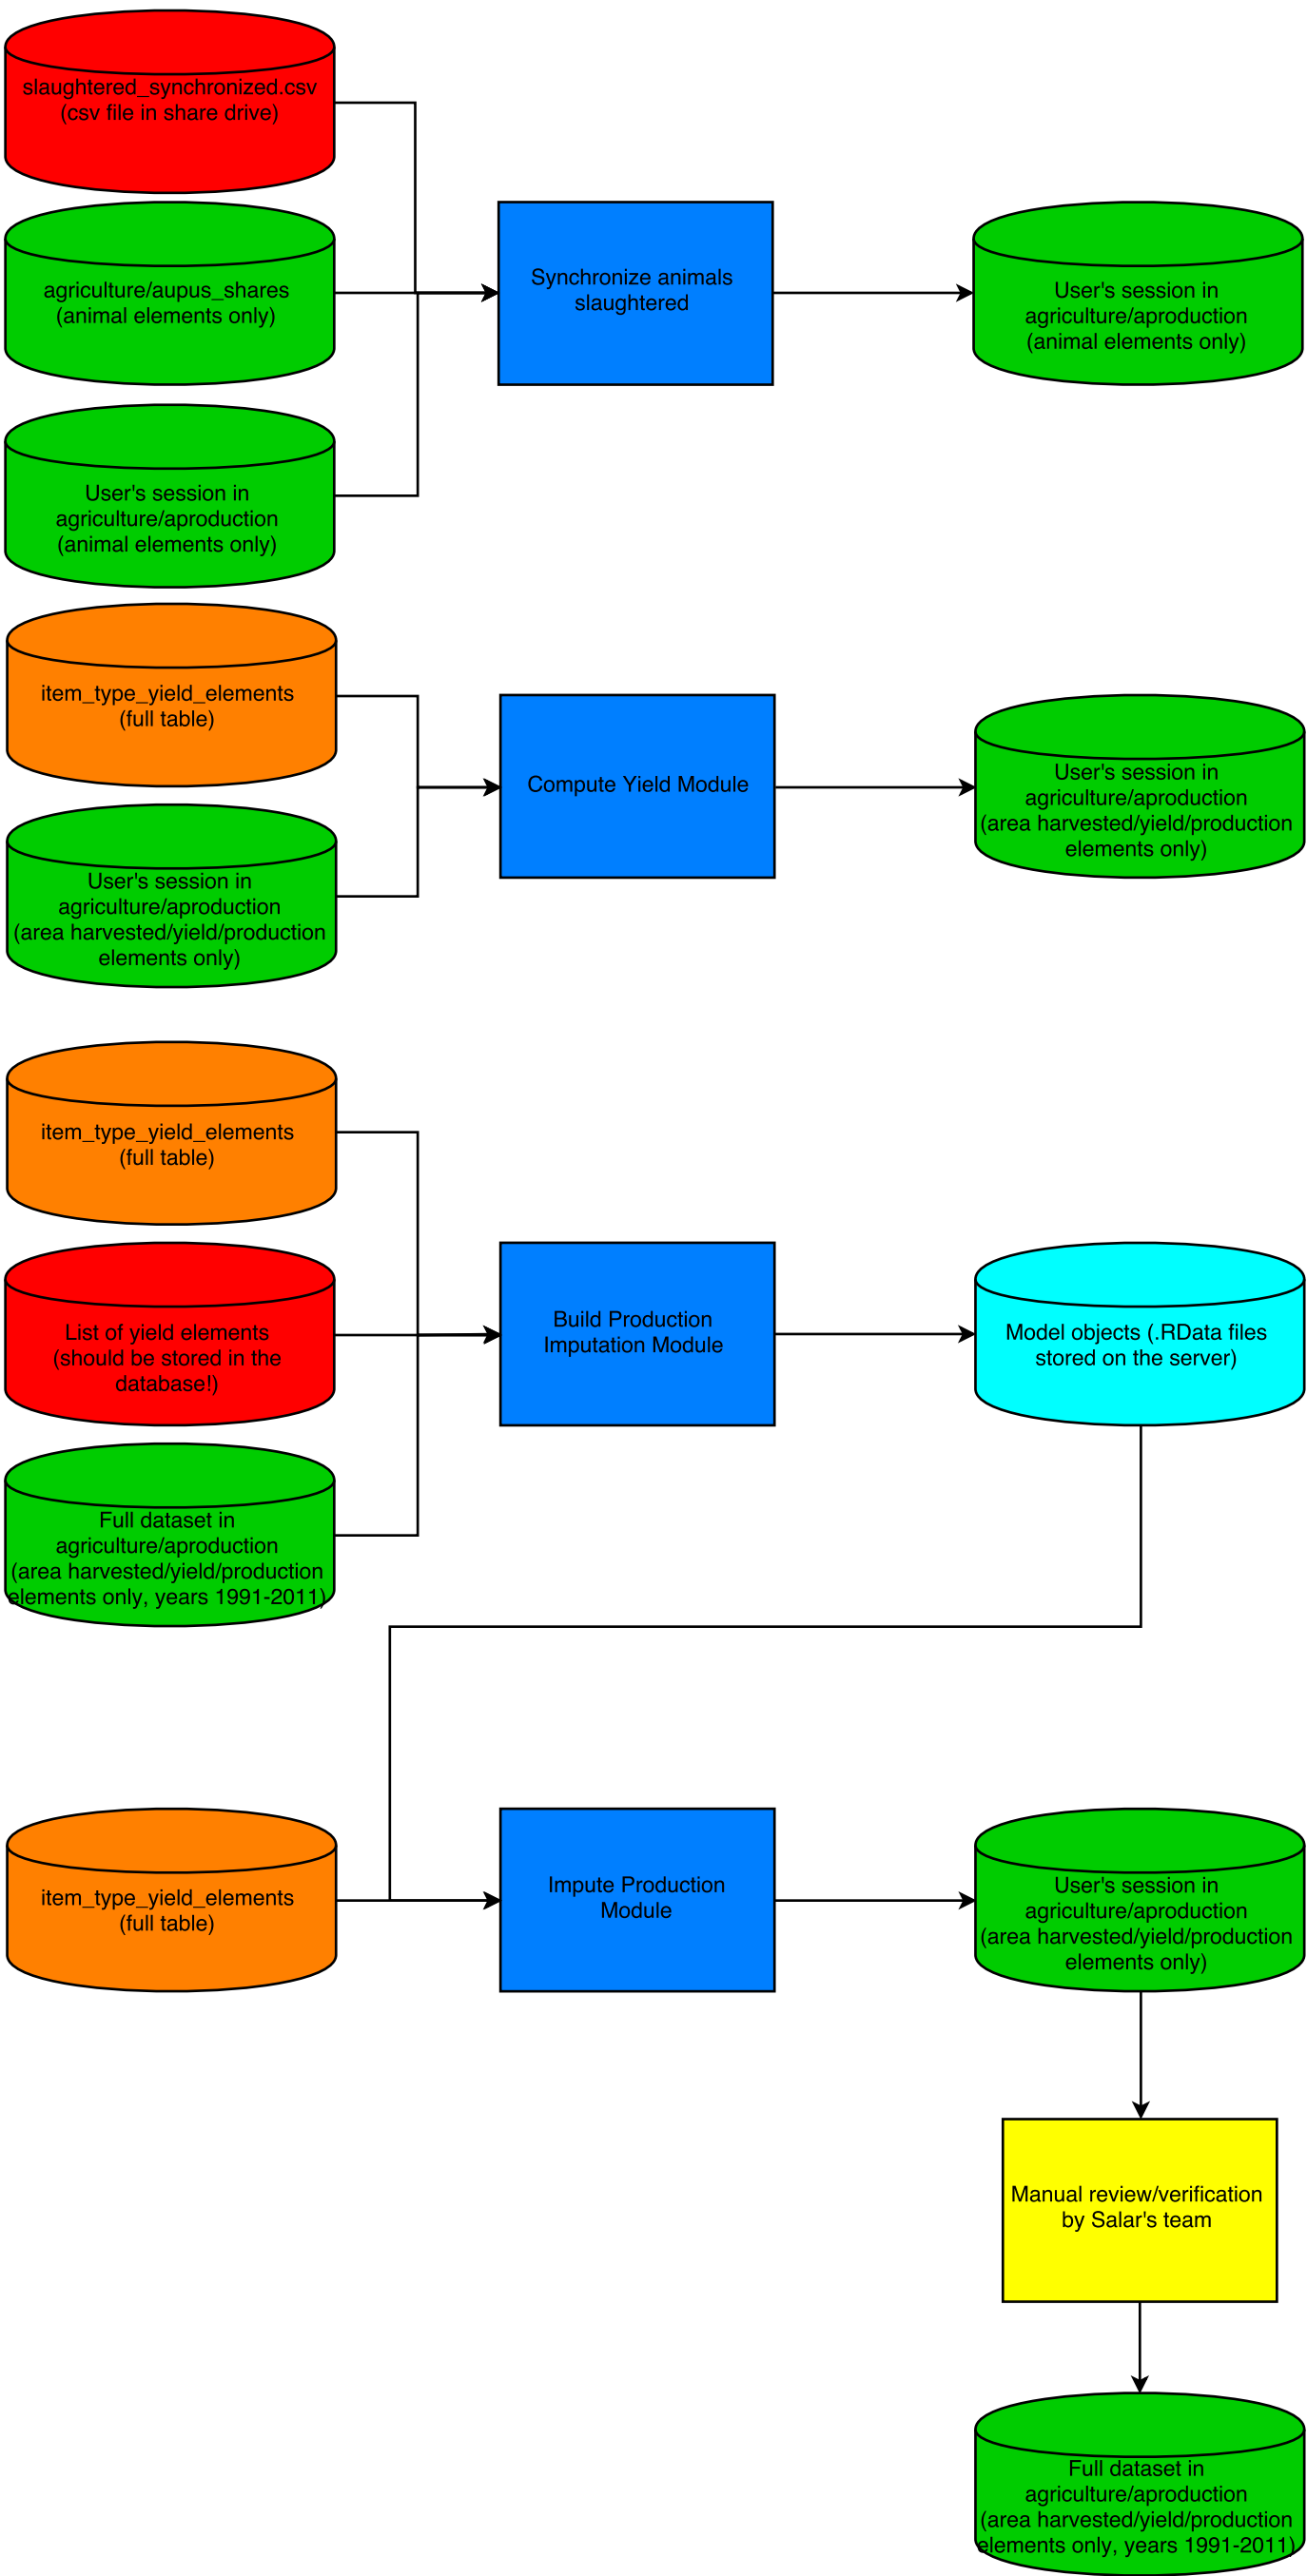 slaughtered_synchronized.csv
(csv file in share drive)
agriculture/aupus_shares
(animal elements only)
Synchronize animals
slaughtered
User's session in
agriculture/aproduction
(animal elements only)
User's session in
agriculture/aproduction
(animal elements only)
item_type_yield_elements
(full table)
Compute Yield Module
User's session in
agriculture/aproduction
(area harvested/yield/production
elements only)
User's session in
agriculture/aproduction
(area harvested/yield/production
elements only)
item_type_yield_elements
(full table)
List of yield elements
(should be stored in the
database!)
Build Production
Imputation Module
Model objects (.RData files
stored on the server)
Full dataset in
agriculture/aproduction
(area harvested/yield/production
elements only, years 1991-2011)
item_type_yield_elements
(full table)
Impute Production
Module
User's session in
agriculture/aproduction
(area harvested/yield/production
elements only)
Manual review/verification
by Salar's team
Full dataset in
agriculture/aproduction
(area harvested/yield/production
elements only, years 1991-2011)